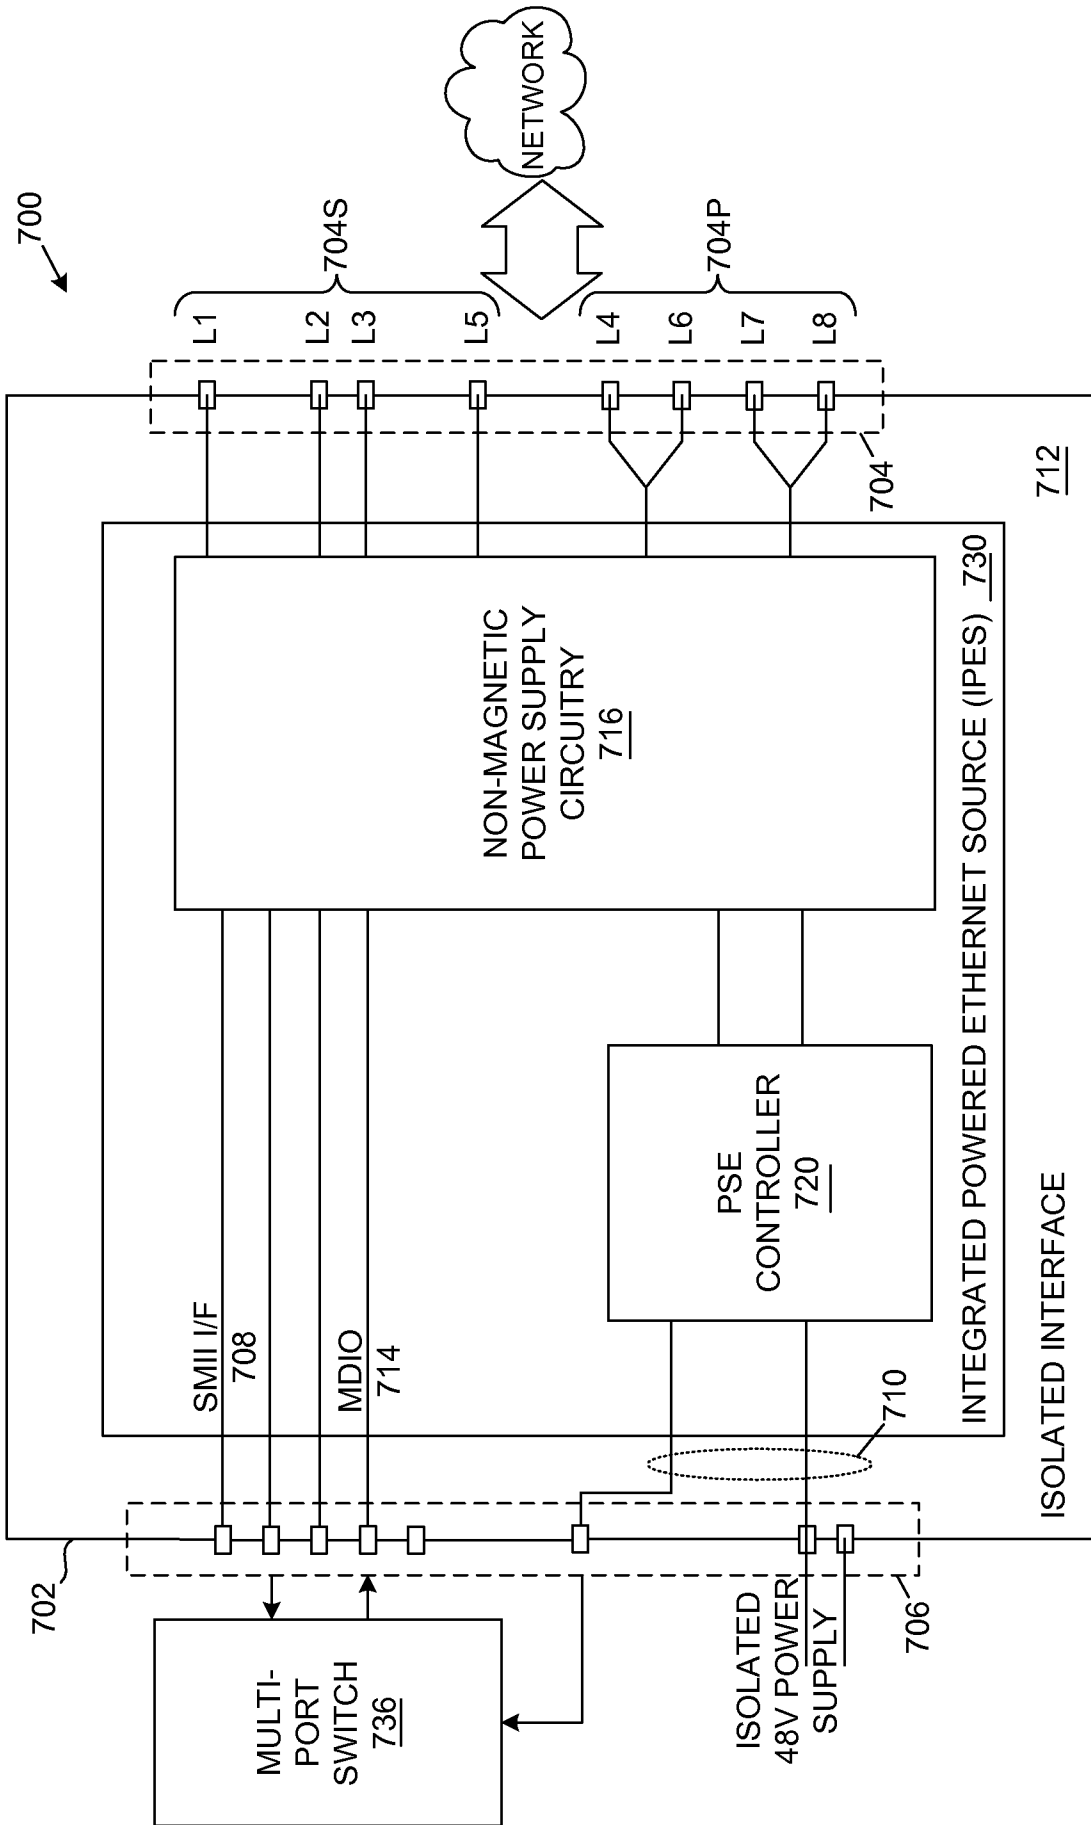 700
702
MULTI-
PORT
SWITCH
736
ISOLATED
48V POWER
SUPPLY
706
SMII I/F
708
MDIO
714
710
PSE
CONTROLLER
720
NON-MAGNETIC
POWER SUPPLY
CIRCUITRY
716
INTEGRATED POWERED ETHERNET SOURCE (IPES) 730
ISOLATED INTERFACE
712
704
L1
L2
L3
L5
L4
L6
L7
L8
704S
704P
NETWORK